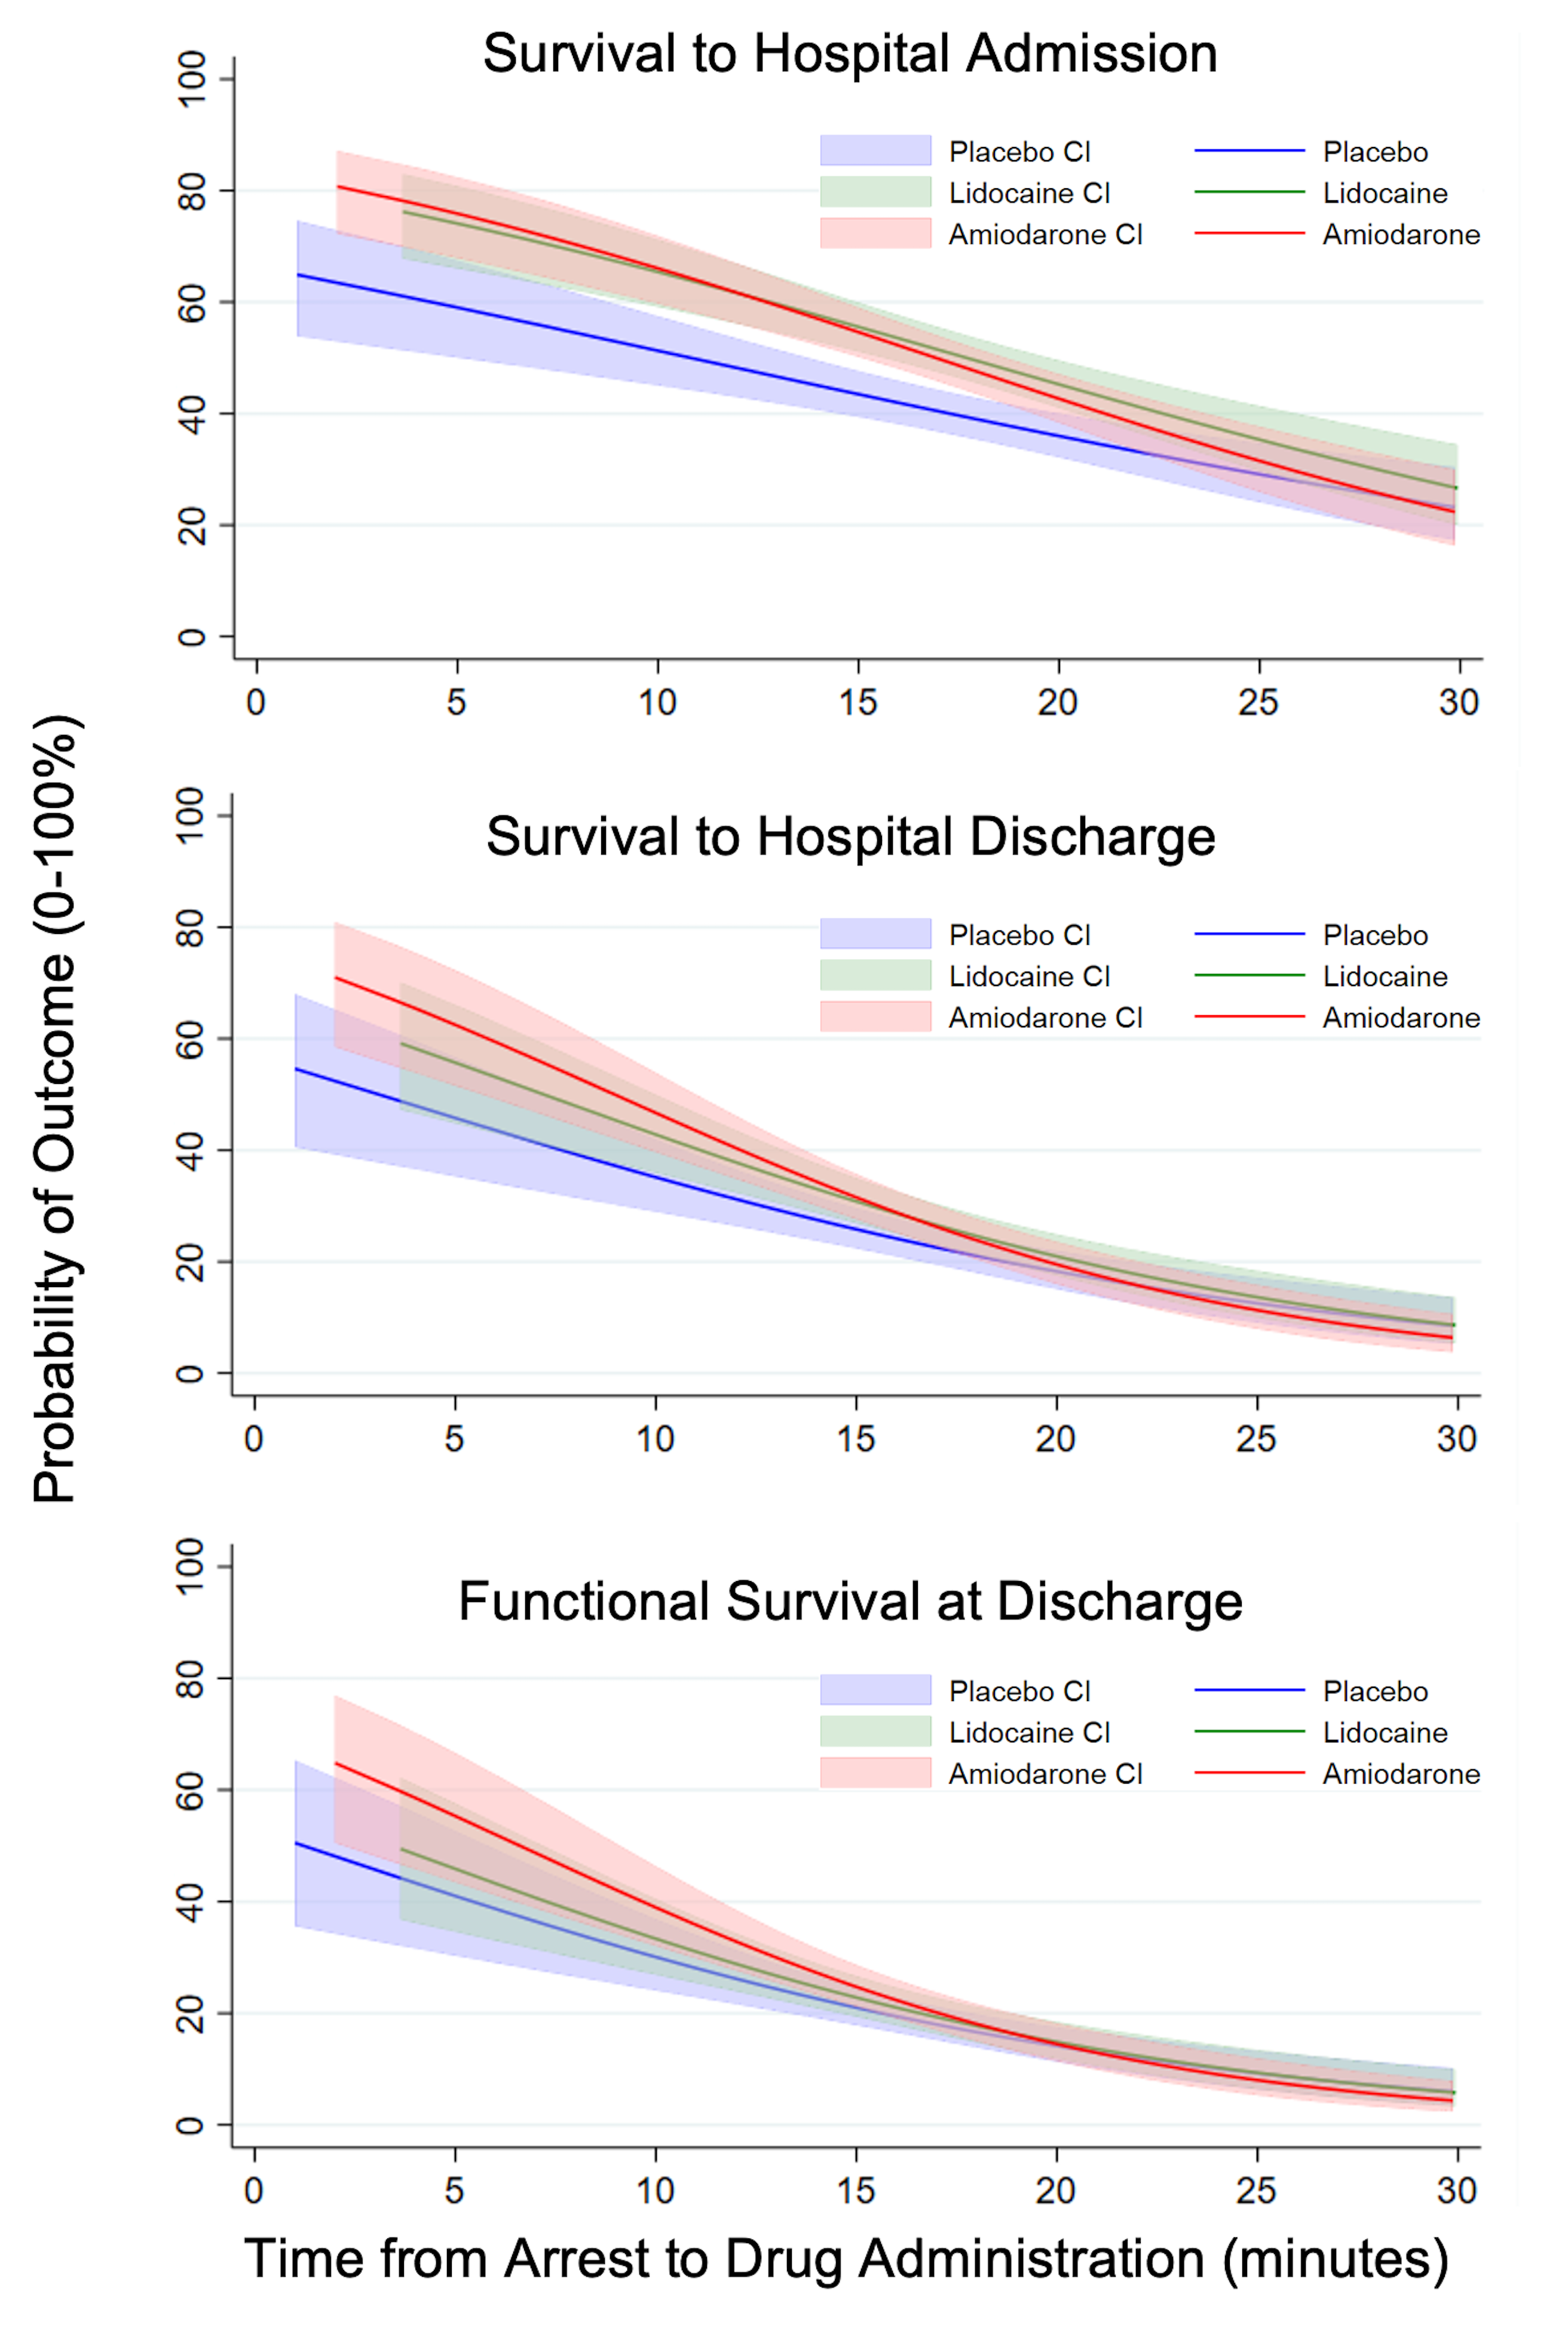 Survival to Hospital Admission
Placebo CI Placebo
Lidocaine CI Lidocaine
Amiodarone CI Amiodarone
100
80
60
40
20
0
0 5 10 15 20 25 30
Probability of Outcome (0-100%)
Survival to Hospital Discharge
Placebo CI Placebo
Lidocaine CI Lidocaine
Amiodarone CI Amiodarone
100
80
60
40
20
0
0 5 10 15 20 25 30
Functional Survival at Discharge
Placebo CI Placebo
Lidocaine CI Lidocaine
Amiodarone CI Amiodarone
100
80
60
40
20
0
0 5 10 15 20 25 30
Time from Arrest to Drug Administration (minutes)